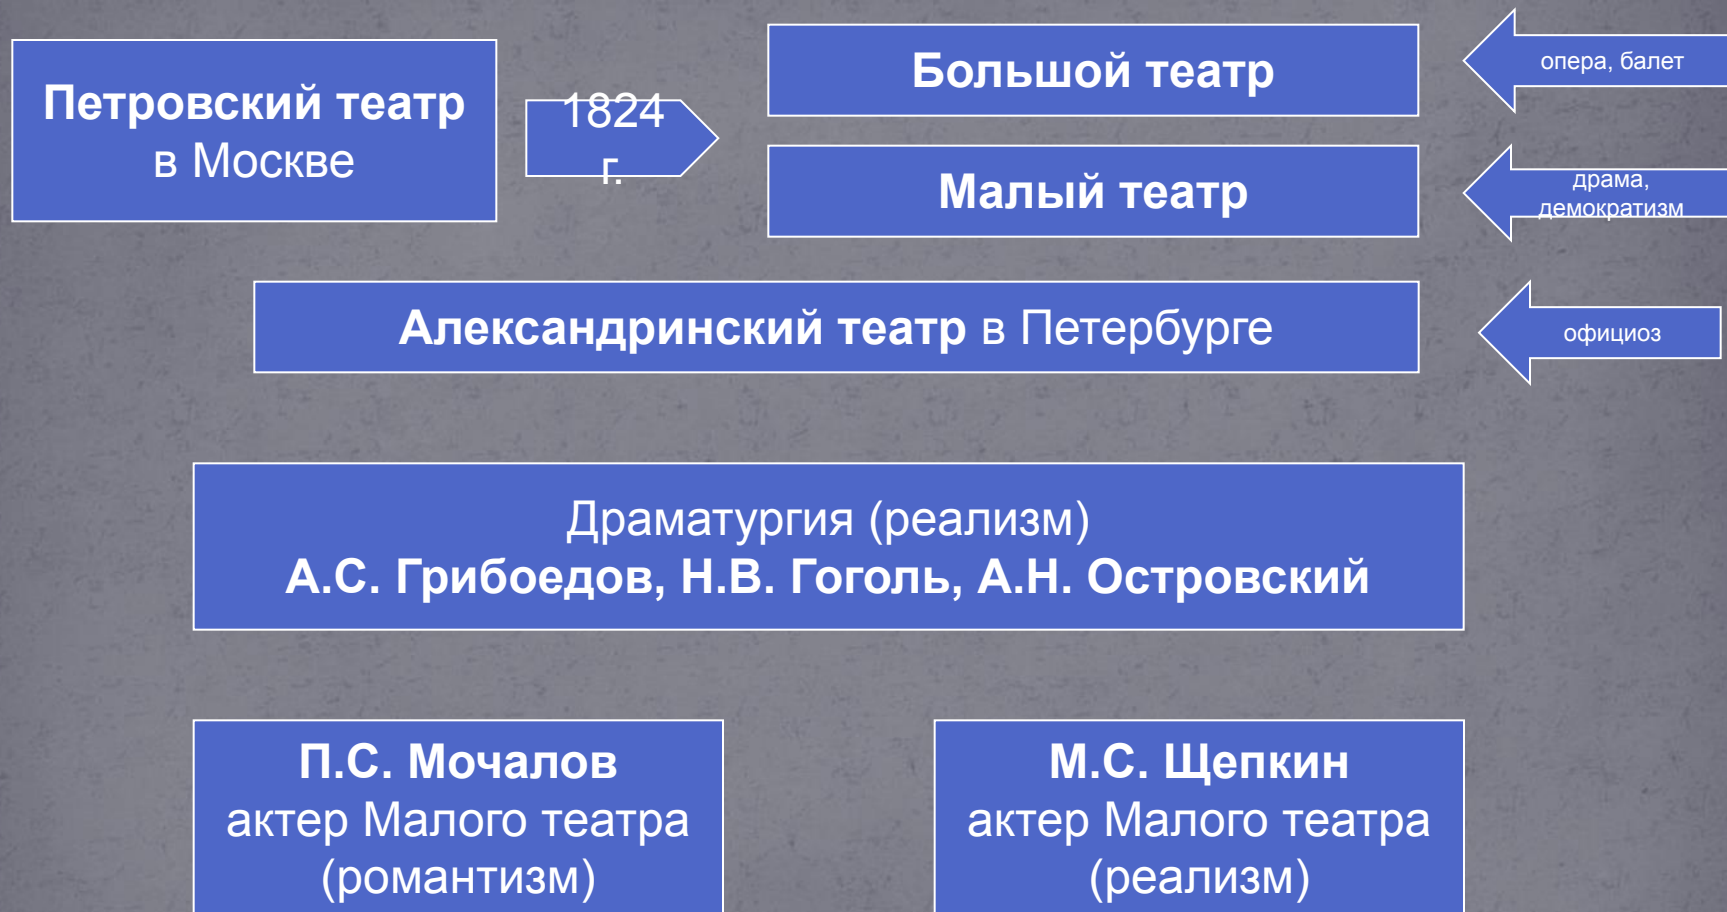 Петровский театр
в Москве
1824
г.
Большой театр
опера, балет
Малый театр
драма,
демократизм
Александринский театр в Петербурге
официоз
Драматургия (реализм)
А.С. Грибоедов, Н.В. Гоголь, А.Н. Островский
П.С. Мочалов
актер Малого театра
(романтизм)
М.С. Щепкин
актер Малого театра
(реализм)